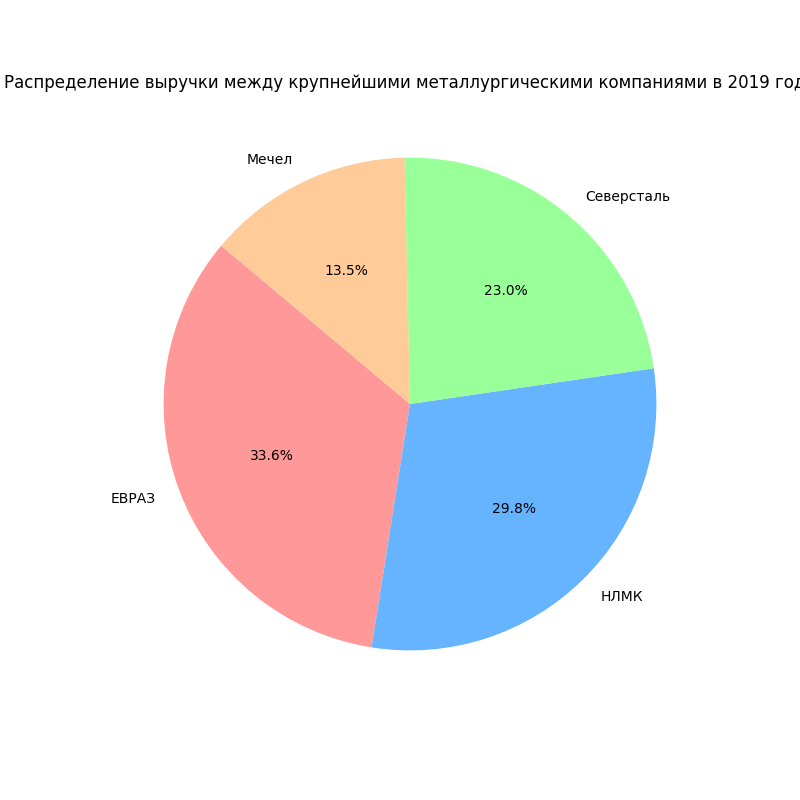 Распределение выручки между крупнейшими металлургическими компаниями в 2019 год
Мечел
Северсталь
13.5%
23.0%
33.6%
ЕВРАЗ
29.8%
НЛМК